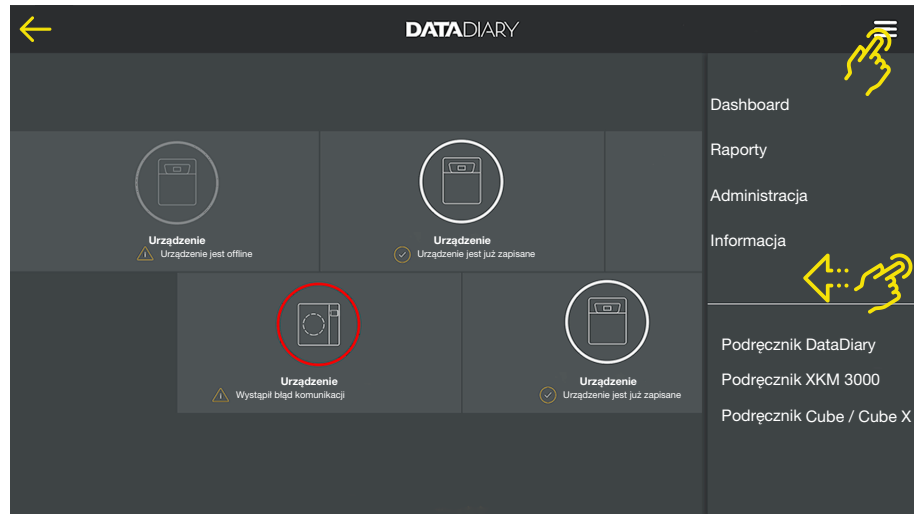 DATADIARY
Dashboard
Raporty
Administracja
Informacja
Urządzenie
Urządzenie jest offline
Urządzenie
Urządzenie jest już zapisane
Urządzenie
Wystąpił błąd komunikacji
Urządzenie
Urządzenie jest już zapisane
Podręcznik DataDiary
Podręcznik XKM 3000
Podręcznik Cube / Cube X